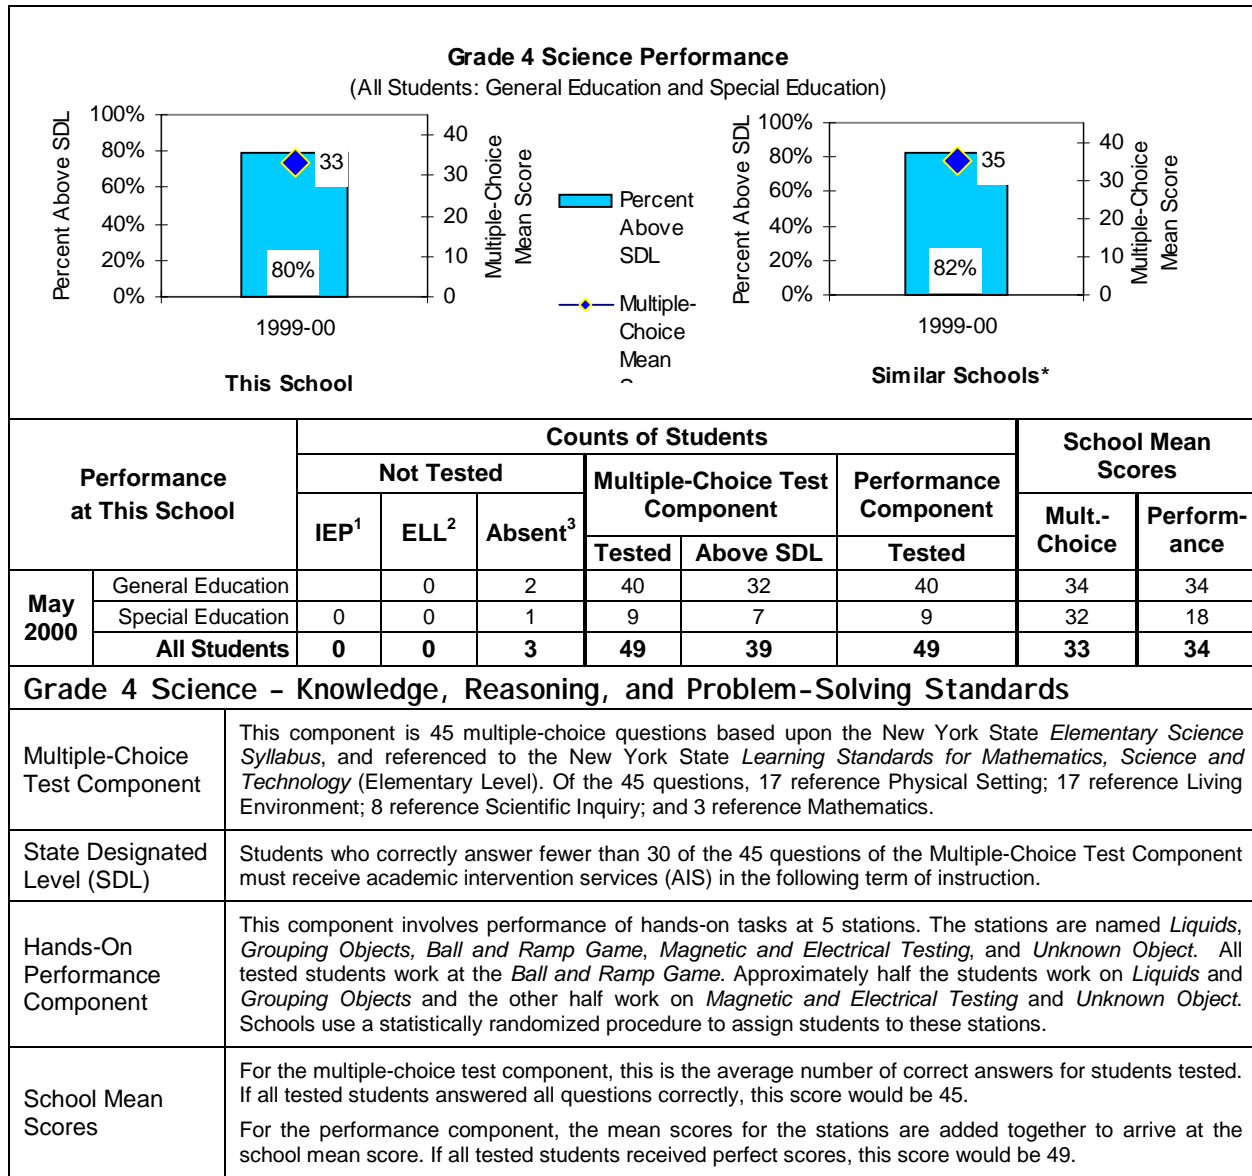 Grade 4 Science Performance
(All Students: General Education and Special Education)
Percent Above SDL
100%
80%
60%
40%
20%
0%
33
80%
40
30
20
10
0
Multiple-Choice
Mean Score
1999-00
This School
Percent
Above
SDL
Multiple-
Choice
Mean
Percent Above SDL
100%
80%
60%
40%
20%
0%
35
82%
40
30
20
10
0
Multiple-Choice
Mean Score
1999-00
Similar Schools*
Performance
at This School
Counts of Students
School Mean
Scores
Not Tested
Multiple-Choice Test
Component
Performance
Component
IEP1 ELL2 Absent3
Tested Above SDL Tested
Mult.-
Choice
Perform-
ance
May
2000
General Education 0 2 40 32 40 34 34
Special Education 0 0 1 9 7 9 32 18
All Students 0 0 3 49 39 49 33 34
Grade 4 Science – Knowledge, Reasoning, and Problem-Solving Standards
Multiple-Choice
Test Component
This component is 45 multiple-choice questions based upon the New York State Elementary Science
Syllabus, and referenced to the New York State Learning Standards for Mathematics, Science and
Technology (Elementary Level). Of the 45 questions, 17 reference Physical Setting; 17 reference Living
Environment; 8 reference Scientific Inquiry; and 3 reference Mathematics.
State Designated
Level (SDL)
Students who correctly answer fewer than 30 of the 45 questions of the Multiple-Choice Test Component
must receive academic intervention services (AIS) in the following term of instruction.
Hands-On
Performance
Component
This component involves performance of hands-on tasks at 5 stations. The stations are named Liquids,
Grouping Objects, Ball and Ramp Game, Magnetic and Electrical Testing, and Unknown Object. All
tested students work at the Ball and Ramp Game. Approximately half the students work on Liquids and
Grouping Objects and the other half work on Magnetic and Electrical Testing and Unknown Object.
Schools use a statistically randomized procedure to assign students to these stations.
School Mean
Scores
For the multiple-choice test component, this is the average number of correct answers for students tested.
If all tested students answered all questions correctly, this score would be 45.
For the performance component, the mean scores for the stations are added together to arrive at the
school mean score. If all tested students received perfect scores, this score would be 49.